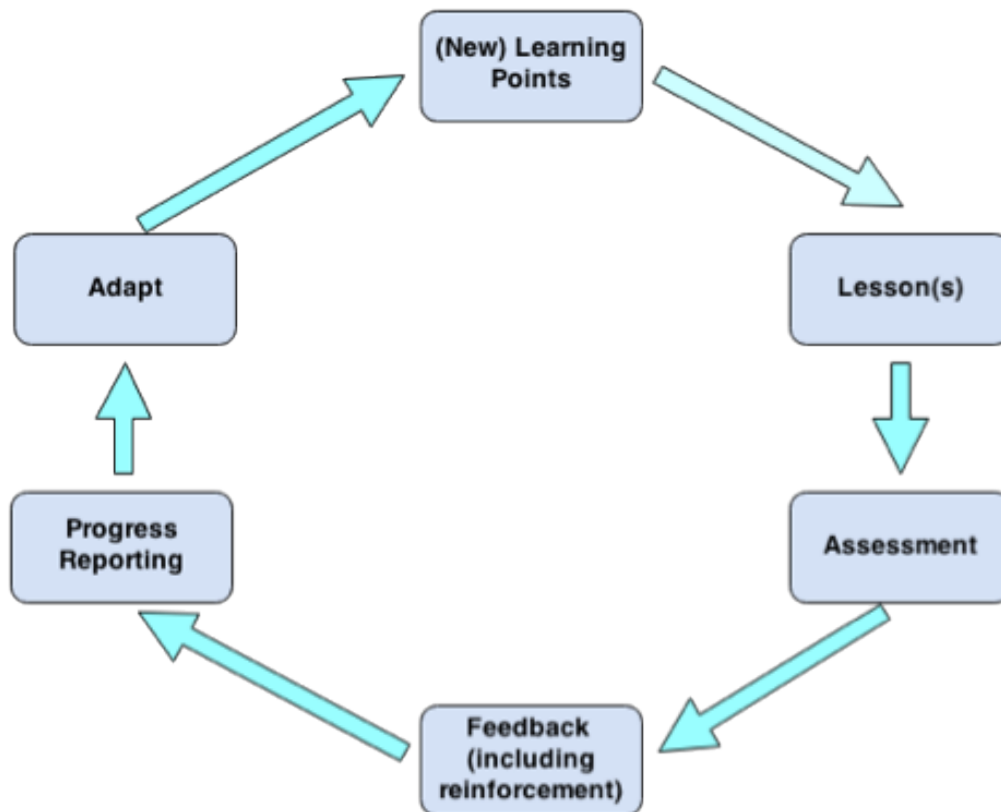 (New) Learning
Points
Lesson(s)
Assessment
Feedback
(including
reinforcement)
Progress
Reporting
Adapt